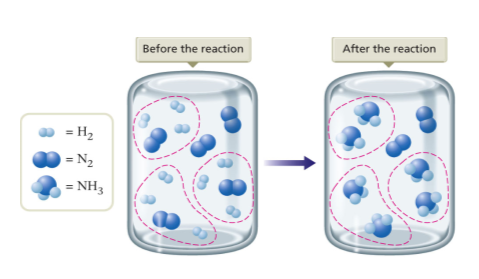 Before the reaction
After the reaction
= H₂
= N₂
= NH₃